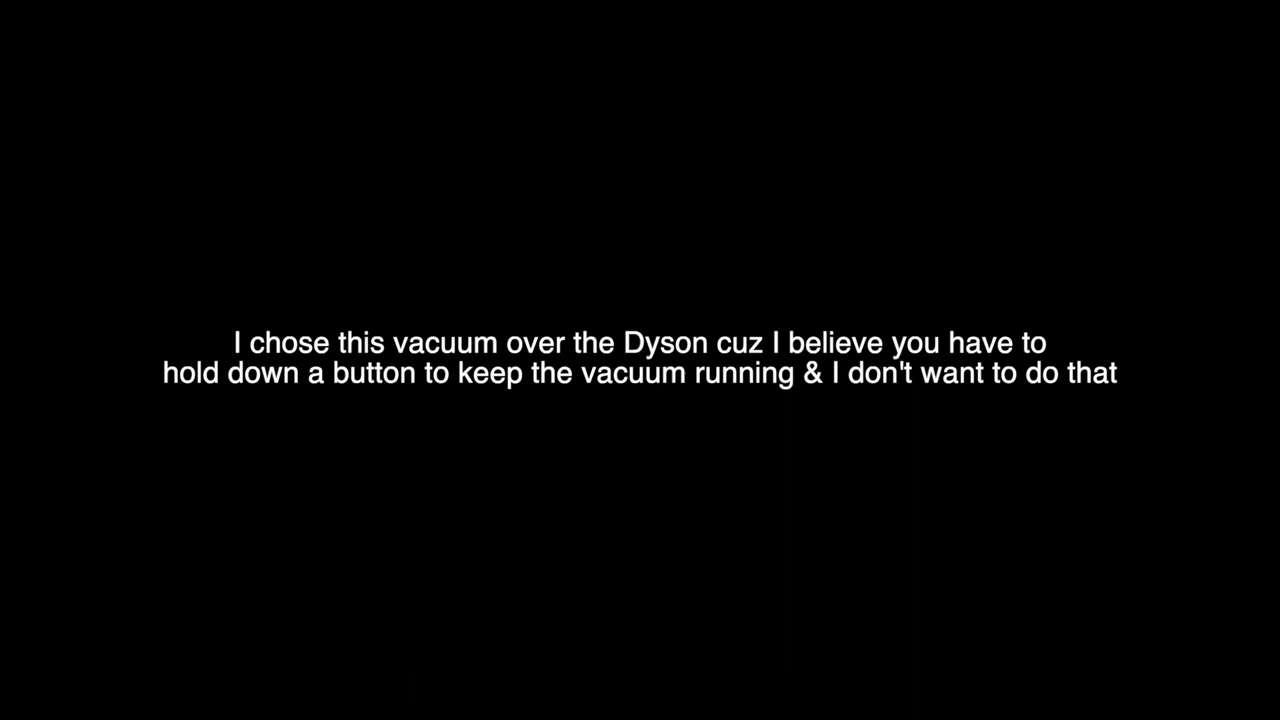 I chose this vacuum over the Dyson cuz I believe you have to
hold down a button to keep the vacuum running & I don't want to do that